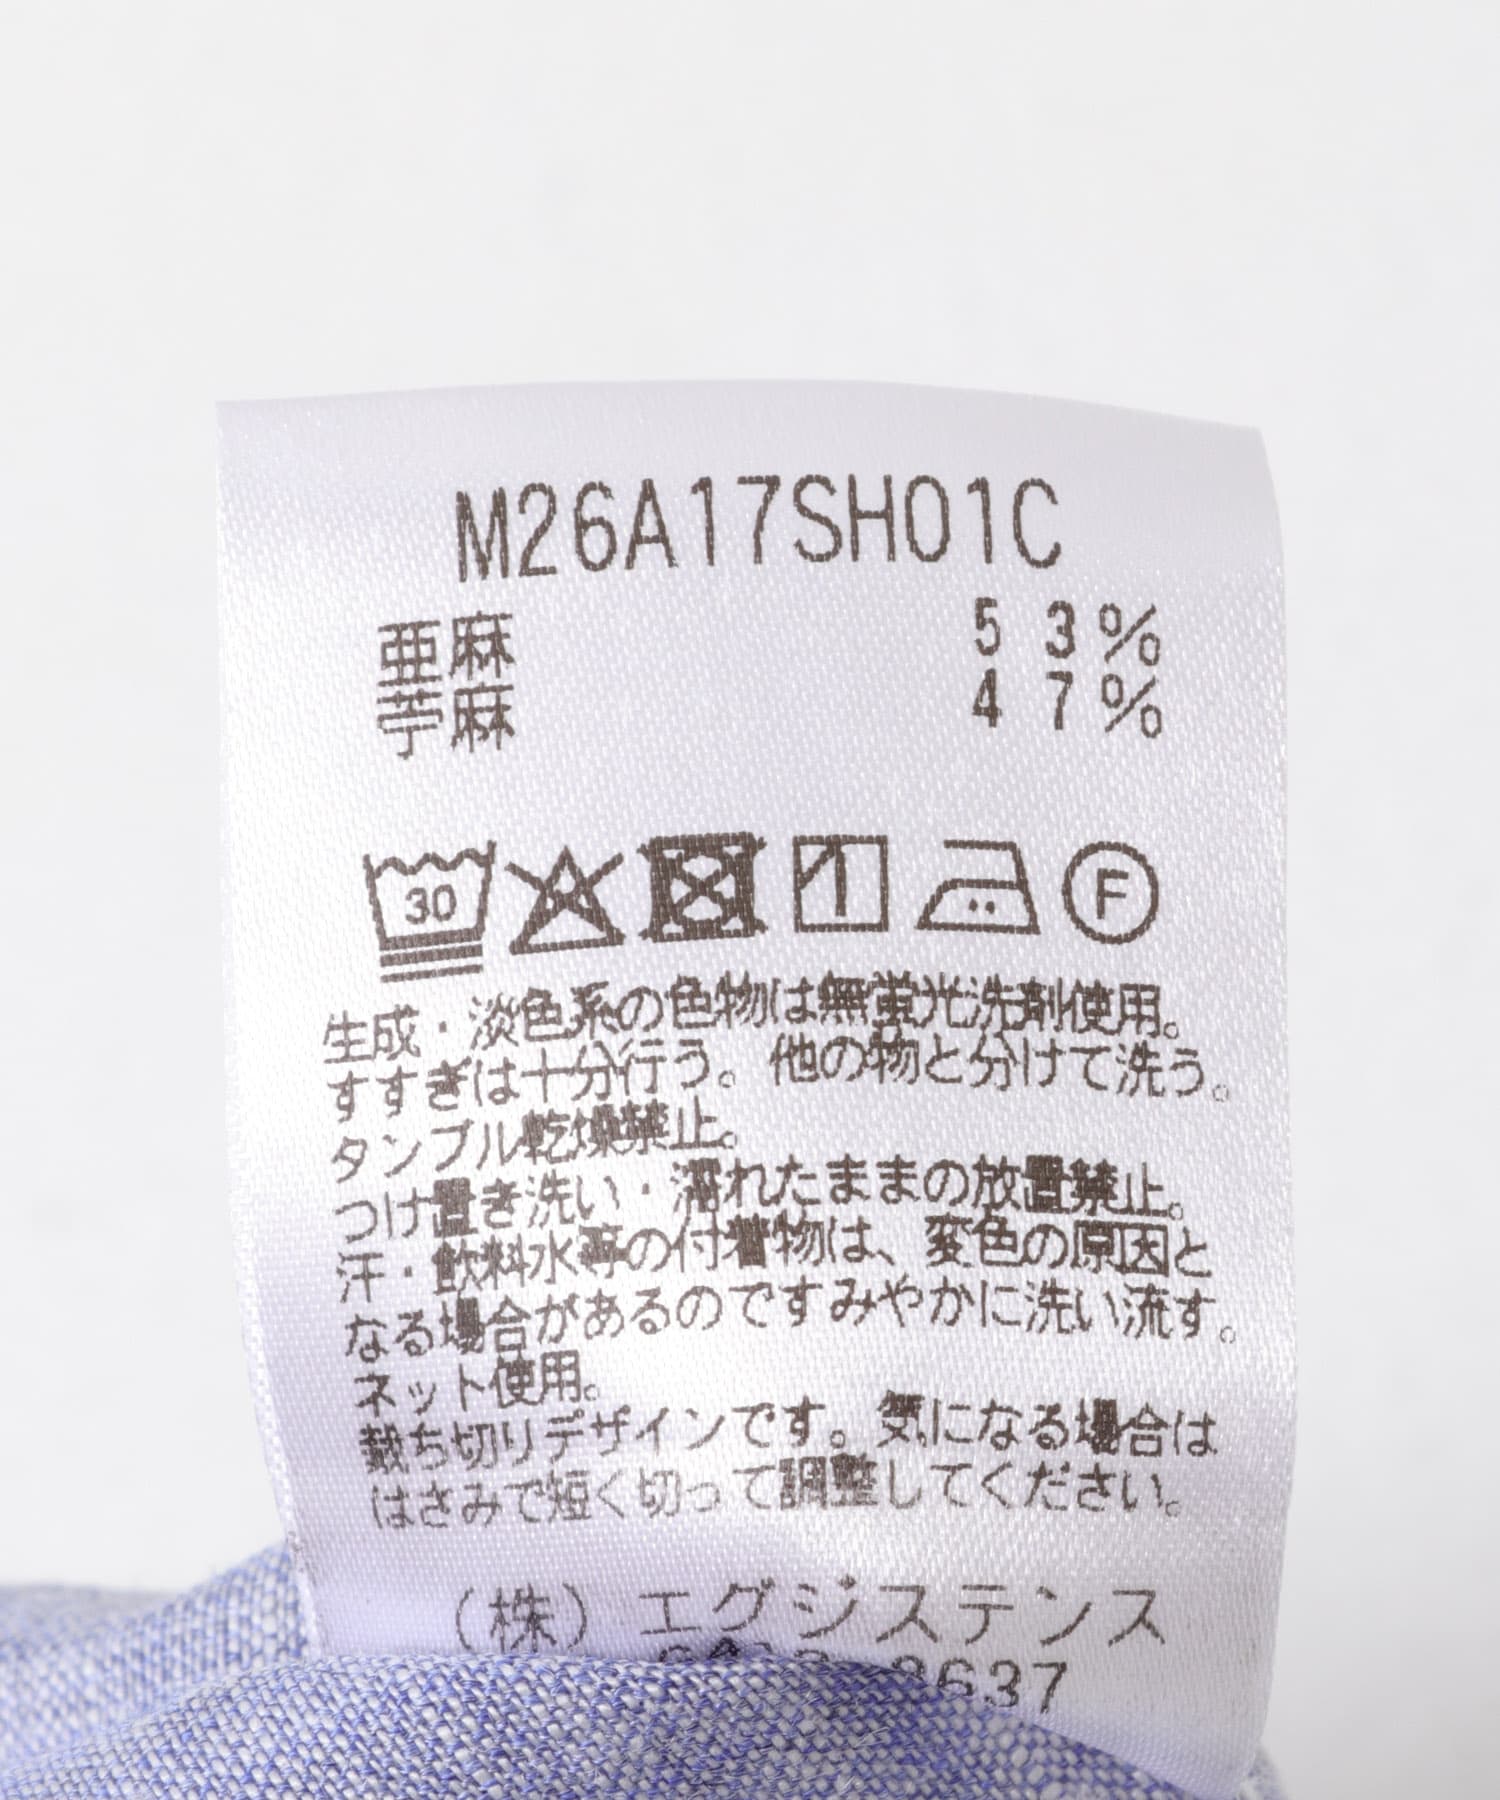 M26A17SH01C
亜麻 53%
苧麻 47%
30 F
生成・淡色系の色物は無蛍光洗剤使用。
すすぎは十分行う。他の物と分けて洗う。
タンブル乾燥禁止。
つけ置き洗い・濡れたままの放置禁止。
汗・飲料水等の付着物は、変色の原因と
なる場合があるのですみやかに洗い流す。
ネット使用。
裁ち切りデザインです。気になる場合は
はさみで短く切って調整してください。
(株)エグジステンス